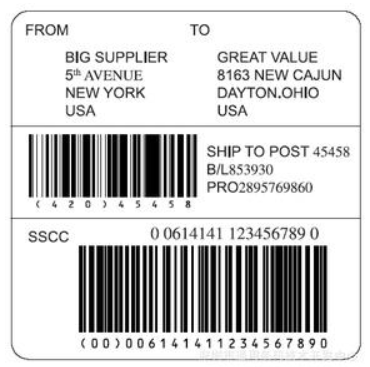 FROM TO
BIG SUPPLIER
5th AVENUE
NEW YORK
USA
GREAT VALUE
8163 NEW CAJUN
DAYTON.OHIO
USA
(420)45458
SHIP TO POST 45458
B/L853930
PRO2895769860
SSCC 0 0614141 123456789 0
(00)006141411234567890